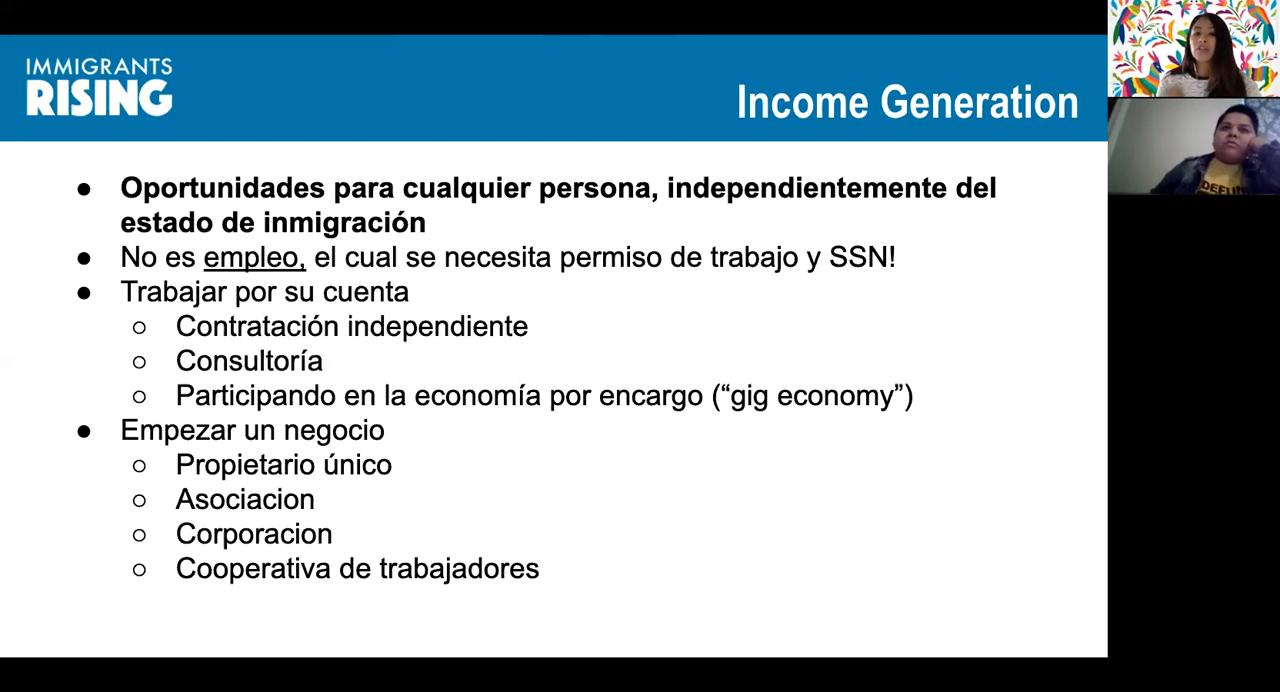 IMMIGRANTS
RISING
Income Generation
● Oportunidades para cualquier persona, independientemente del
estado de inmigración
● No es empleo, el cual se necesita permiso de trabajo y SSN!
● Trabajar por su cuenta
○ Contratación independiente
○ Consultoría
○ Participando en la economía por encargo (“gig economy”)
● Empezar un negocio
○ Propietario único
○ Asociacion
○ Corporacion
○ Cooperativa de trabajadores